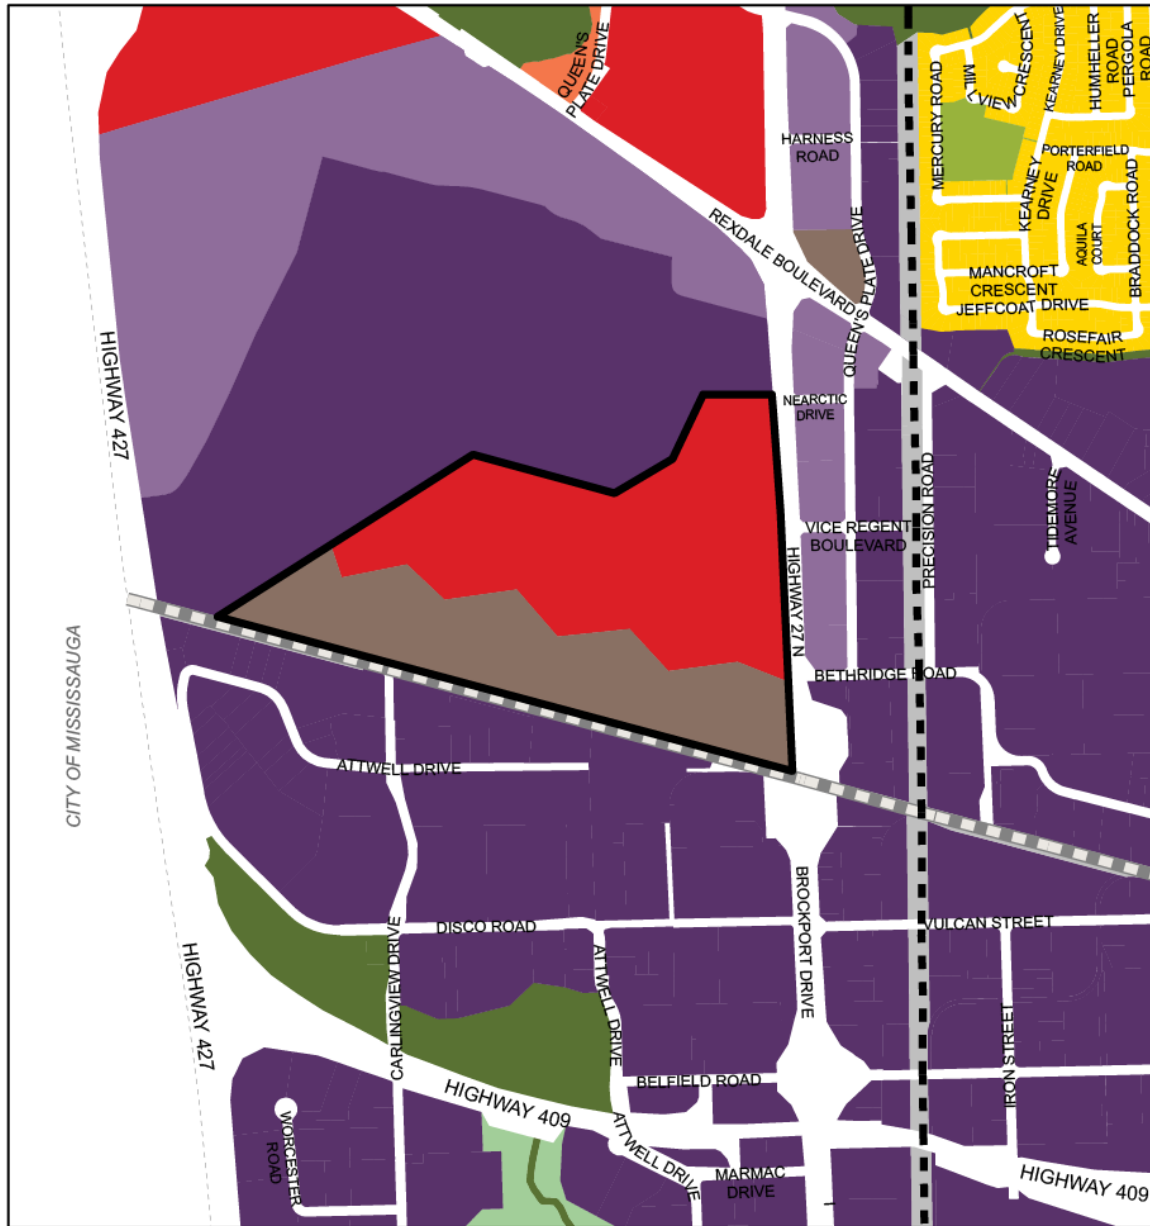 QUEEN'S
PLATE DRIVE
MERCURY ROAD
MILLVIEW CRESCENT
KEARNEY DRIVE
HUMHELLER
ROAD
PERGOLA
ROAD
HARNESS
ROAD
PORTERFIELD
ROAD
KEARNEY
DRIVE
AQUILA
COURT
BRADDOCK ROAD
REXDALE BOULEVARD
QUEEN'S PLATE DRIVE
MANCROFT
CRESCENT
JEFFCOAT DRIVE
ROSEFAIR
CRESCENT
HIGHWAY 427
NEARCTIC
DRIVE
PRECISION ROAD
TIDEMORE
AVENUE
VICE REGENT
BOULEVARD
HIGHWAY 27 N
BETHRIDGE ROAD
CITY OF MISSISSAUGA
ATTWELL DRIVE
BROCKPORT DRIVE
DISCO ROAD
VULCAN STREET
CARLINGVIEW DRIVE
ATTWELL DRIVE
HIGHWAY 427
IRON STREET
BELFIELD ROAD
HIGHWAY 409
WORCESTER
ROAD
ATTWELL DRIVE
MARMAC
DRIVE
HIGHWAY 409